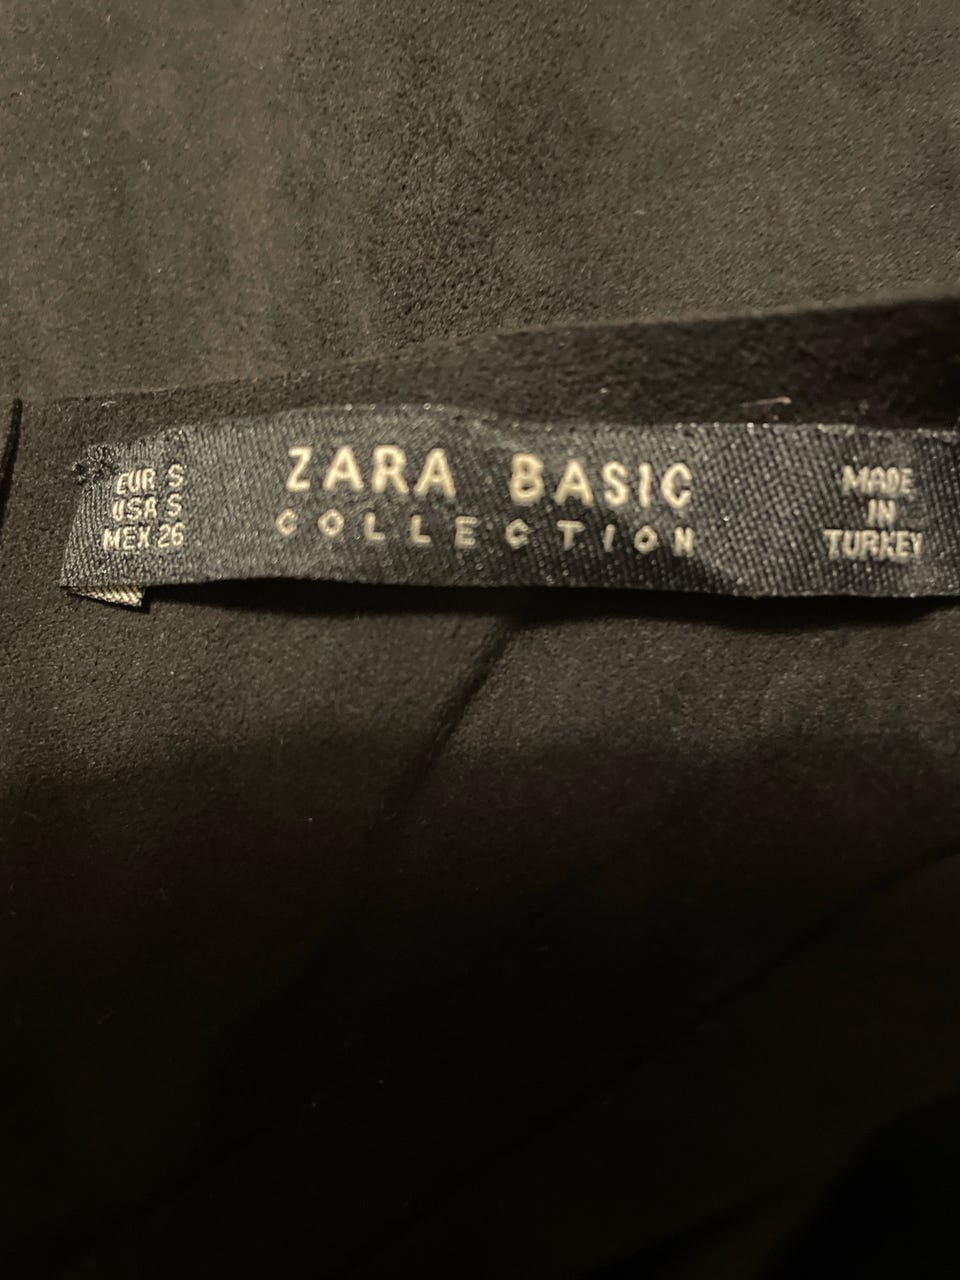 EUR S
USA S
MEX 26
ZARA BASIC
COLLECTION
MADE
IN
TURKEY